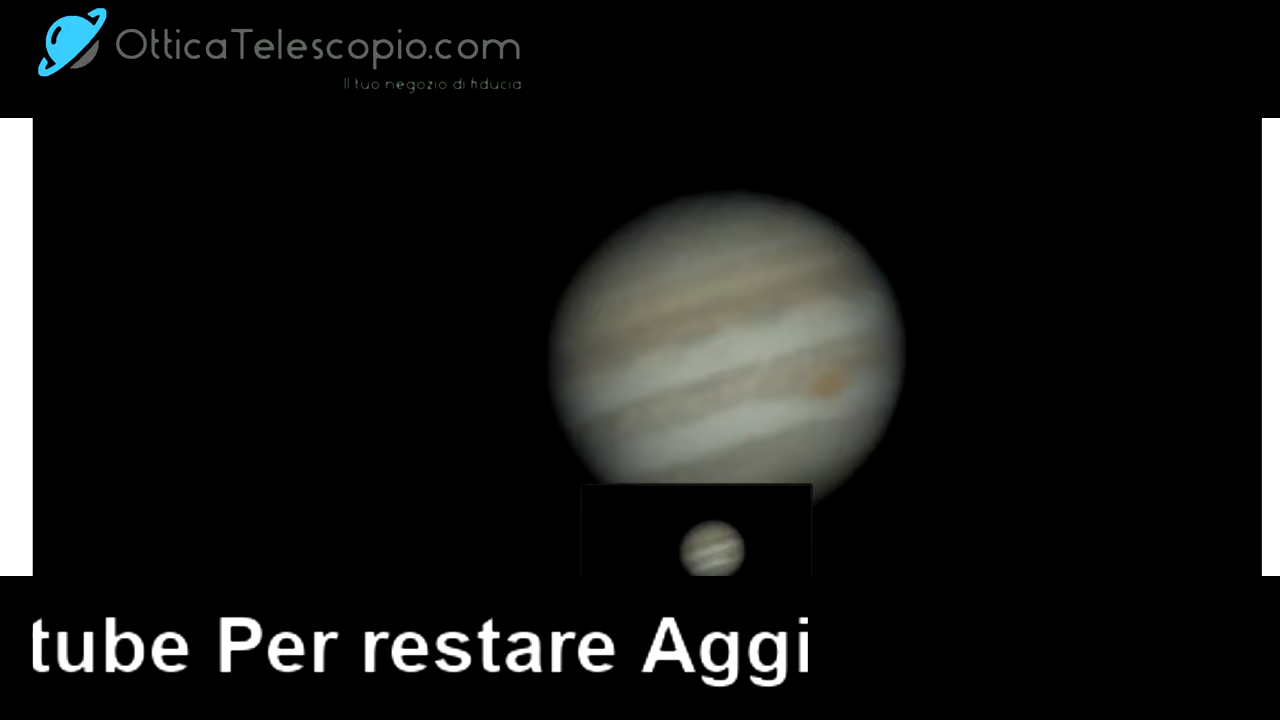 OtticaTelescopio.com
Il tuo negozio di fiducia
tube Per restare Aggi